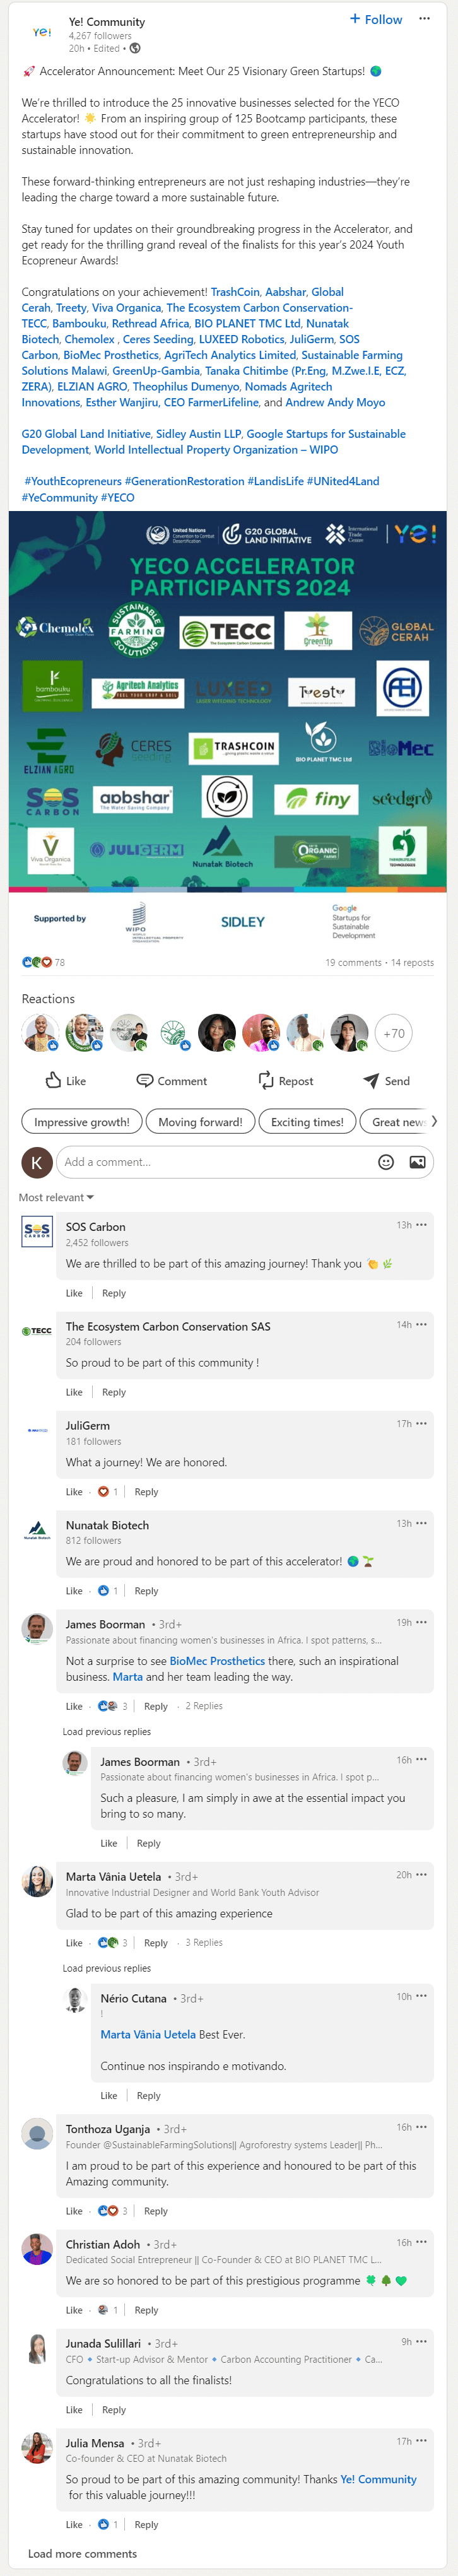 Ye! Community
+ Follow
4,267 followers
20h • Edited •
🚀 Accelerator Announcement: Meet Our 25 Visionary Green Startups! 🌎
We're thrilled to introduce the 25 innovative businesses selected for the YECO
Accelerator! 🌟 From an inspiring group of 125 Bootcamp participants, these
startups have stood out for their commitment to green entrepreneurship and
sustainable innovation.
These forward-thinking entrepreneurs are not just reshaping industries—they're
leading the charge toward a more sustainable future.
Stay tuned for updates on their groundbreaking progress in the Accelerator, and
get ready for the thrilling grand reveal of the finalists for this year's 2024 Youth
Ecopreneur Awards!
Congratulations on your achievement! TrashCoin, Aabshar, Global
Cerah, Treety, Viva Organica, The Ecosystem Carbon Conservation-
TECC, Bambouku, Rethread Africa, BIO PLANET TMC Ltd, Nunatak
Biotech, Chemolex , Ceres Seeding, LUXEED Robotics, JuliGerm, SOS
Carbon, BioMec Prosthetics, AgriTech Analytics Limited, Sustainable Farming
Solutions Malawi, GreenUp-Gambia, Tanaka Chitimbe (Pr.Eng, M.Zwe.I.E, ECZ,
ZERA), ELZIAN AGRO, Theophilus Dumenyo, Nomads Agritech
Innovations, Esther Wanjiru, CEO FarmerLifeline, and Andrew Andy Moyo
G20 Global Land Initiative, Sidley Austin LLP, Google Startups for Sustainable
Development, World Intellectual Property Organization – WIPO
#YouthEcopreneurs #GenerationRestoration #LandisLife #UNited4Land
#YeCommunity #YECO
United Nations
Convention to Combat
Desertification
G20 GLOBAL
LAND INITIATIVE
International
Trade
Centre
ye!
YECO ACCELERATOR
PARTICIPANTS 2024
Chemolex
SUSTAINABLE
FARMING
SOLUTIONS
TECC
The Ecosystem Carbon Conservation
GreenUp
GLOBAL
CERAH
bambouku
Agritech Analytics
FEEL YOUR CROP & SOIL
LUXEED
LASER WEEDING TECHNOLOGY
Treety
AFI
ELZIAN AGRO
CERES
seeding
TRASHCOIN
BIO PLANET TMC Ltd
BioMec
SOS
CARBON
aabshar
The Water Saving Company
finy
seedgro
Viva Organica
JULIGERM
Nunatak Biotech
ORGANIC
FARMS
TECHNOLOGIES
Supported by
WIPO
WORLD
INTELLECTUAL PROPERTY
ORGANIZATION
SIDLEY
Google
Startups for
Sustainable
Development
78
19 comments • 14 reposts
Reactions
+70
Like
Comment
Repost
Send
Impressive growth!
Moving forward!
Exciting times!
Great news
K
Add a comment...
Most relevant
SOS
CARBON
SOS Carbon
13h
2,452 followers
We are thrilled to be part of this amazing journey! Thank you 👏 🌿
Like
Reply
TECC
The Ecosystem Carbon Conservation SAS
14h
204 followers
So proud to be part of this community !
Like
Reply
JuliGerm
17h
181 followers
What a journey! We are honored.
Like · 1
Reply
Nunatak Biotech
Nunatak Biotech
13h
812 followers
We are proud and honored to be part of this accelerator! 🌎 🌱
Like · 1
Reply
James Boorman • 3rd+
19h
Passionate about financing women's businesses in Africa. I spot patterns, s...
Not a surprise to see BioMec Prosthetics there, such an inspirational
business. Marta and her team leading the way.
Like · 3
Reply · 2 Replies
Load previous replies
James Boorman • 3rd+
16h
Passionate about financing women's businesses in Africa. I spot p...
Such a pleasure, I am simply in awe at the essential impact you
bring to so many.
Like
Reply
Marta Vânia Uetela • 3rd+
20h
Innovative Industrial Designer and World Bank Youth Advisor
Glad to be part of this amazing experience
Like · 3
Reply · 3 Replies
Load previous replies
Nério Cutana • 3rd+
10h
!
Marta Vânia Uetela Best Ever.
Continue nos inspirando e motivando.
Like
Reply
Tonthoza Uganja • 3rd+
16h
Founder @SustainableFarmingSolutions|| Agroforestry systems Leader|| Ph...
I am proud to be part of this experience and honoured to be part of this
Amazing community.
Like · 3
Reply
Christian Adoh • 3rd+
16h
Dedicated Social Entrepreneur || Co-Founder & CEO at BIO PLANET TMC L...
We are so honored to be part of this prestigious programme 🍀 🌲 💚
Like · 1
Reply
Junada Sulillari • 3rd+
9h
CFO 🔹 Start-up Advisor & Mentor 🔹 Carbon Accounting Practitioner 🔹 Ca...
Congratulations to all the finalists!
Like
Reply
Julia Mensa • 3rd+
17h
Co-founder & CEO at Nunatak Biotech
So proud to be part of this amazing community! Thanks Ye! Community
for this valuable journey!!!
Like · 1
Reply
Load more comments